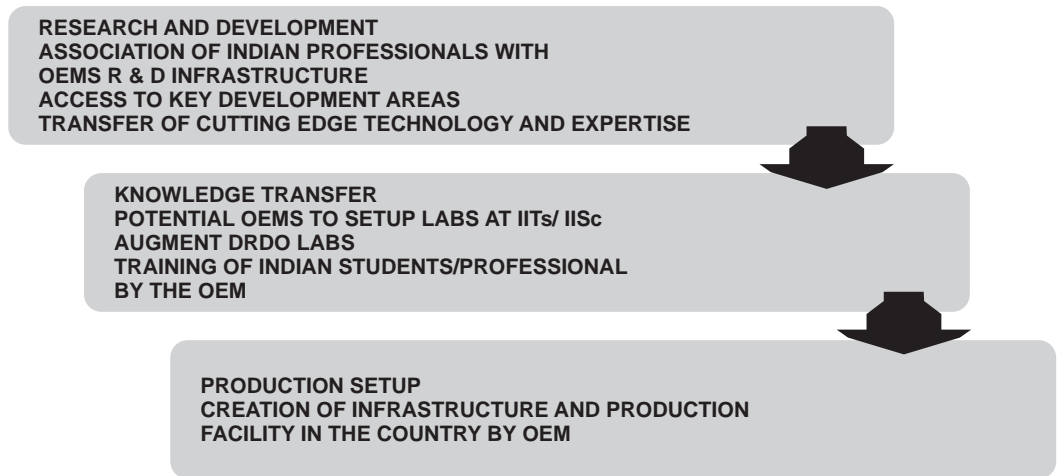 RESEARCH AND DEVELOPMENT
ASSOCIATION OF INDIAN PROFESSIONALS WITH
OEMS R & D INFRASTRUCTURE
ACCESS TO KEY DEVELOPMENT AREAS
TRANSFER OF CUTTING EDGE TECHNOLOGY AND EXPERTISE
KNOWLEDGE TRANSFER
POTENTIAL OEMS TO SETUP LABS AT IITs/ IISc
AUGMENT DRDO LABS
TRAINING OF INDIAN STUDENTS/PROFESSIONAL
BY THE OEM
PRODUCTION SETUP
CREATION OF INFRASTRUCTURE AND PRODUCTION
FACILITY IN THE COUNTRY BY OEM